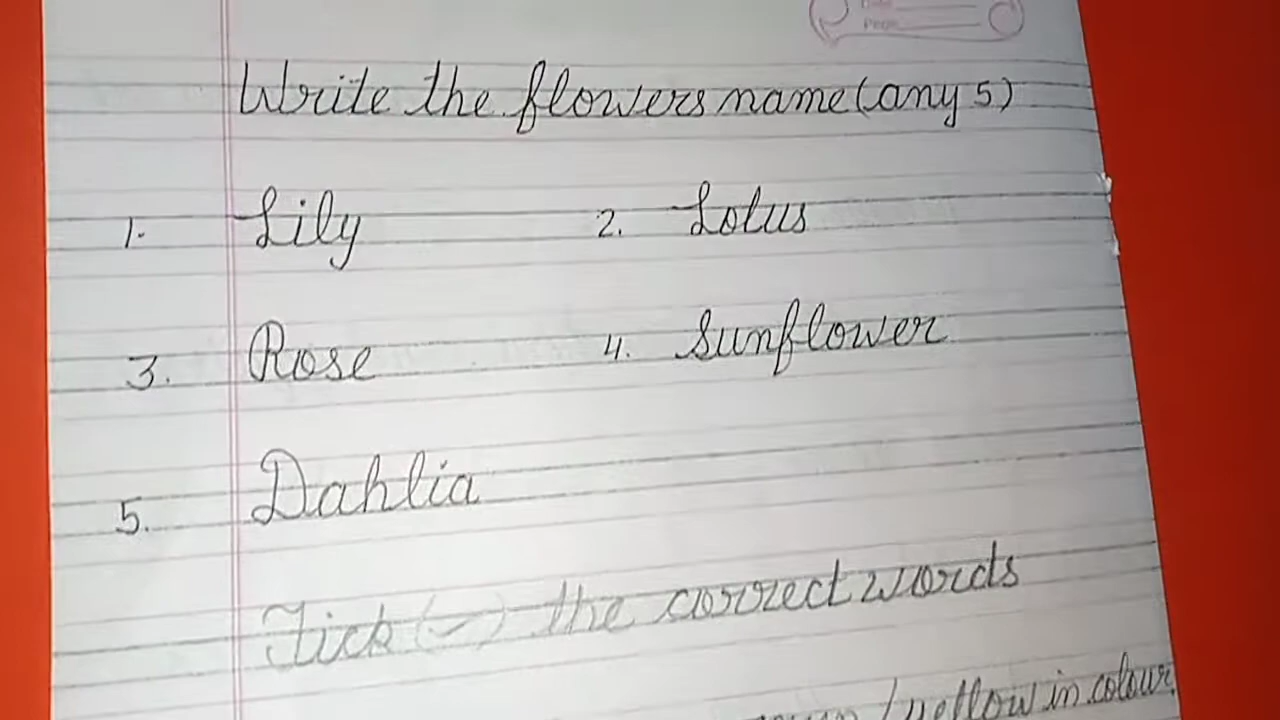 Page
Write the flowers name (any 5)
1. Lily 2. Lotus
3. Rose 4. Sunflower
5. Dahlia
Tick (✓) the correct words
/ yellow in colour.